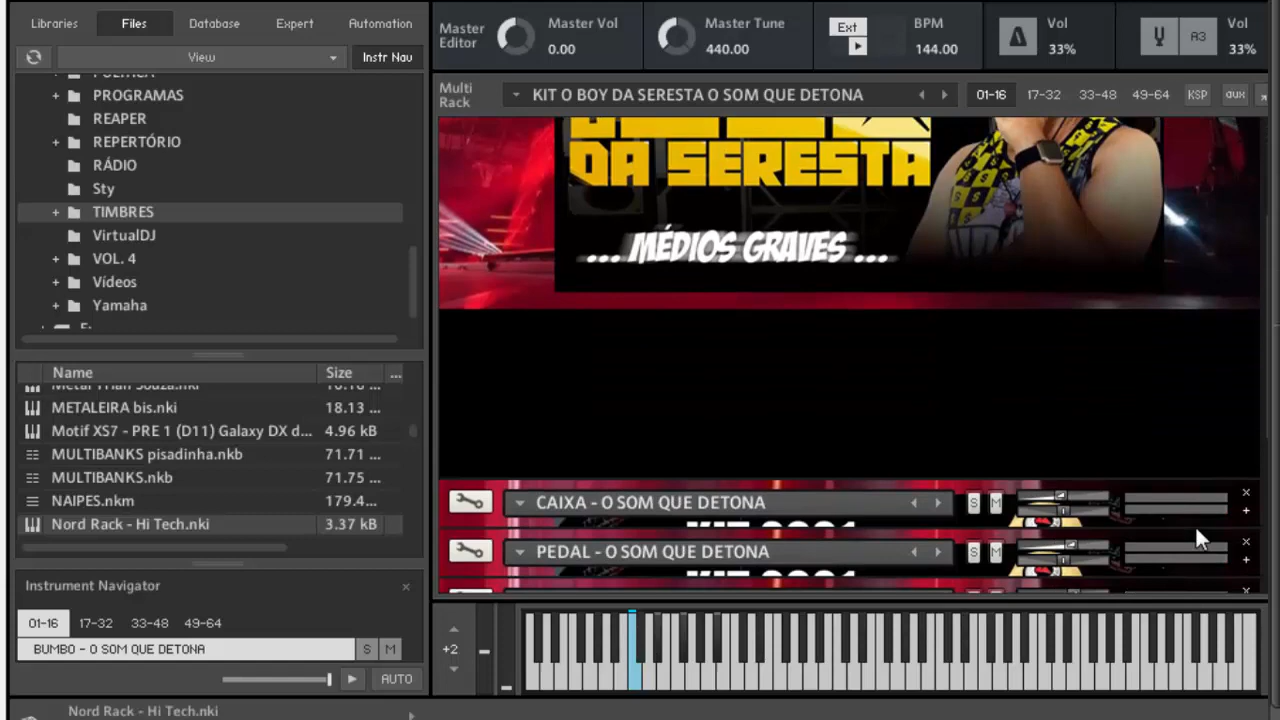 Libraries Files Database Expert Automation
View Instr Nau
PROGRAMAS
REAPER
REPERTÓRIO
RÁDIO
Sty
TIMBRES
VirtualDJ
VOL. 4
Vídeos
Yamaha
Name Size ...
METALEIRA bis.nki 18.13 ...
Motif XS7 - PRE 1 (D11) Galaxy DX d... 4.96 kB
MULTIBANKS pisadinha.nkb 71.71 ...
MULTIBANKS.nkb 71.75 ...
NAIPES.nkm 179.4...
Nord Rack - Hi Tech.nki 3.37 kB
Instrument Navigator
01-16 17-32 33-48 49-64
BUMBO - O SOM QUE DETONA S M
AUTO
Nord Rack - Hi Tech.nki
Master Editor
Master Vol
0.00
Master Tune
440.00
Ext
BPM
144.00
Vol
33%
A3
Vol
33%
Multi Rack
KIT O BOY DA SERESTA O SOM QUE DETONA
01-16 17-32 33-48 49-64 KSP aux
DA SERESTA
... MÉDIOS GRAVES ...
CAIXA - O SOM QUE DETONA S M
PEDAL - O SOM QUE DETONA S M
+2